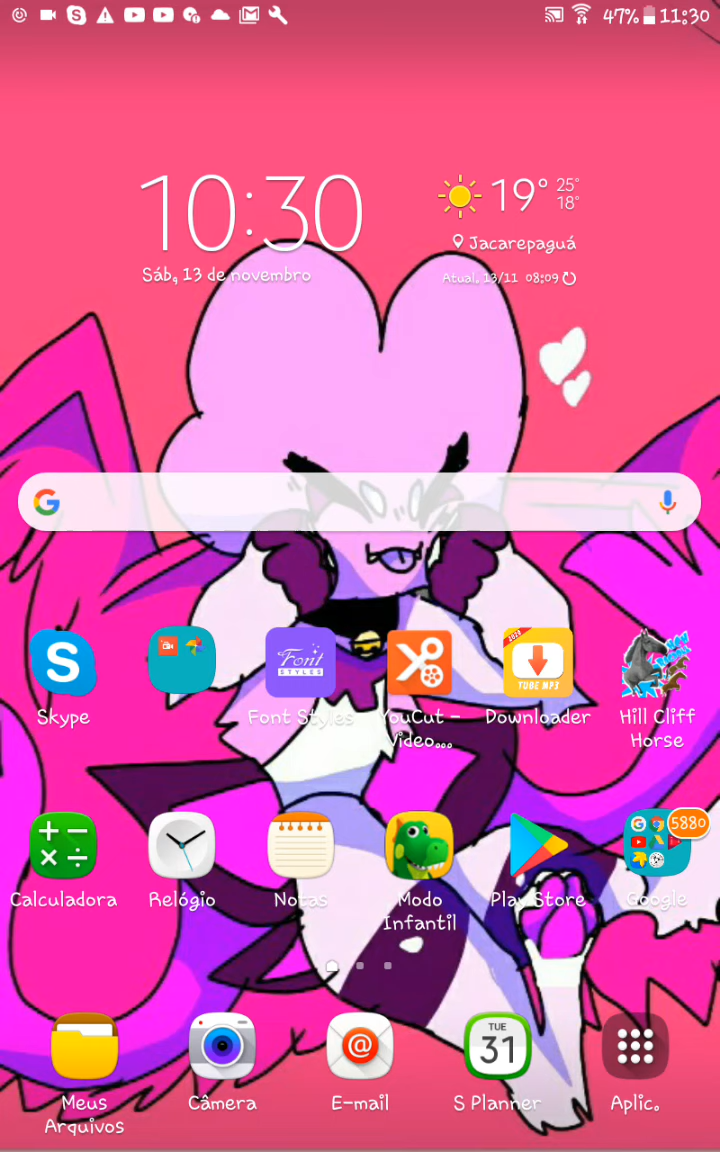 47% 11:30
10:30
Sáb, 13 de novembro
19° 25° 18°
Jacarepaguá
Atual. 13/11 08:09
Skype
Font STYLES
Font Styles
YouCut – Vídeo...
2023 TUBE MP3
Downloader
Hill Cliff Horse
Calculadora
Relógio
Notas
Modo Infantil
Play Store
5880
Google
Meus Arquivos
Câmera
E-mail
TUE 31
S Planner
Aplic.